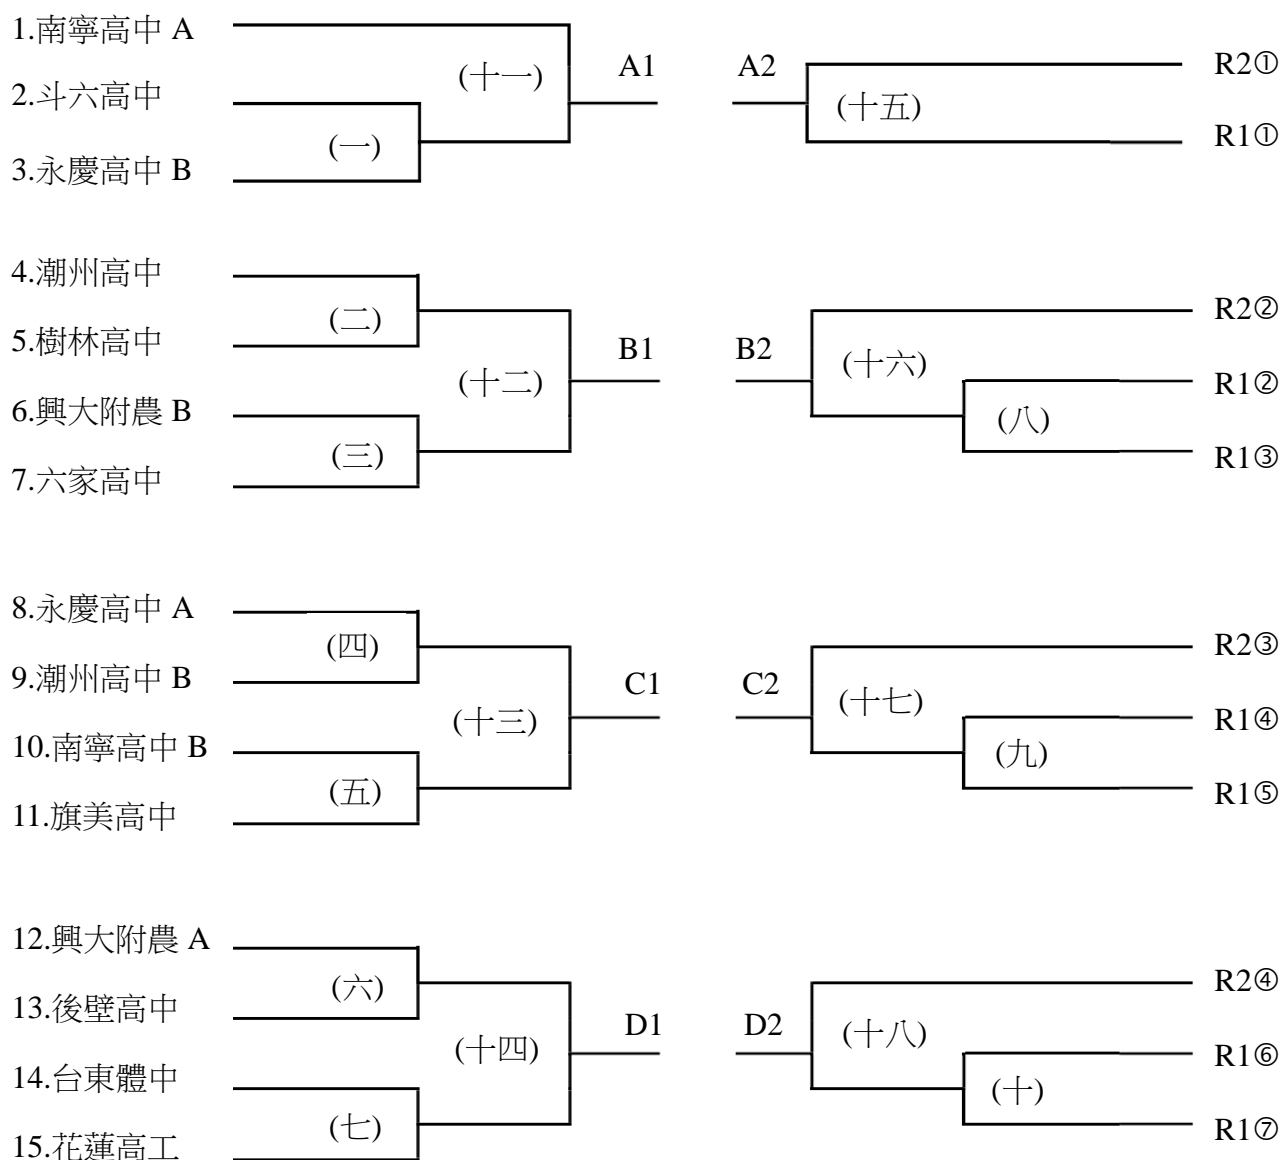 1.南寧高中 A
(十一)
A1
A2
(十五)
R2①
2.斗六高中
(一)
R1①
3.永慶高中 B
4.潮州高中
(二)
R2②
5.樹林高中
B1
B2
(十六)
(十二)
R1②
6.興大附農 B
(八)
(三)
R1③
7.六家高中
8.永慶高中 A
(四)
R2③
9.潮州高中 B
C1
C2
(十七)
(十三)
R1④
10.南寧高中 B
(九)
(五)
R1⑤
11.旗美高中
12.興大附農 A
(六)
R2④
13.後壁高中
D1
D2
(十八)
(十四)
R1⑥
14.台東體中
(十)
(七)
R1⑦
15.花蓮高工